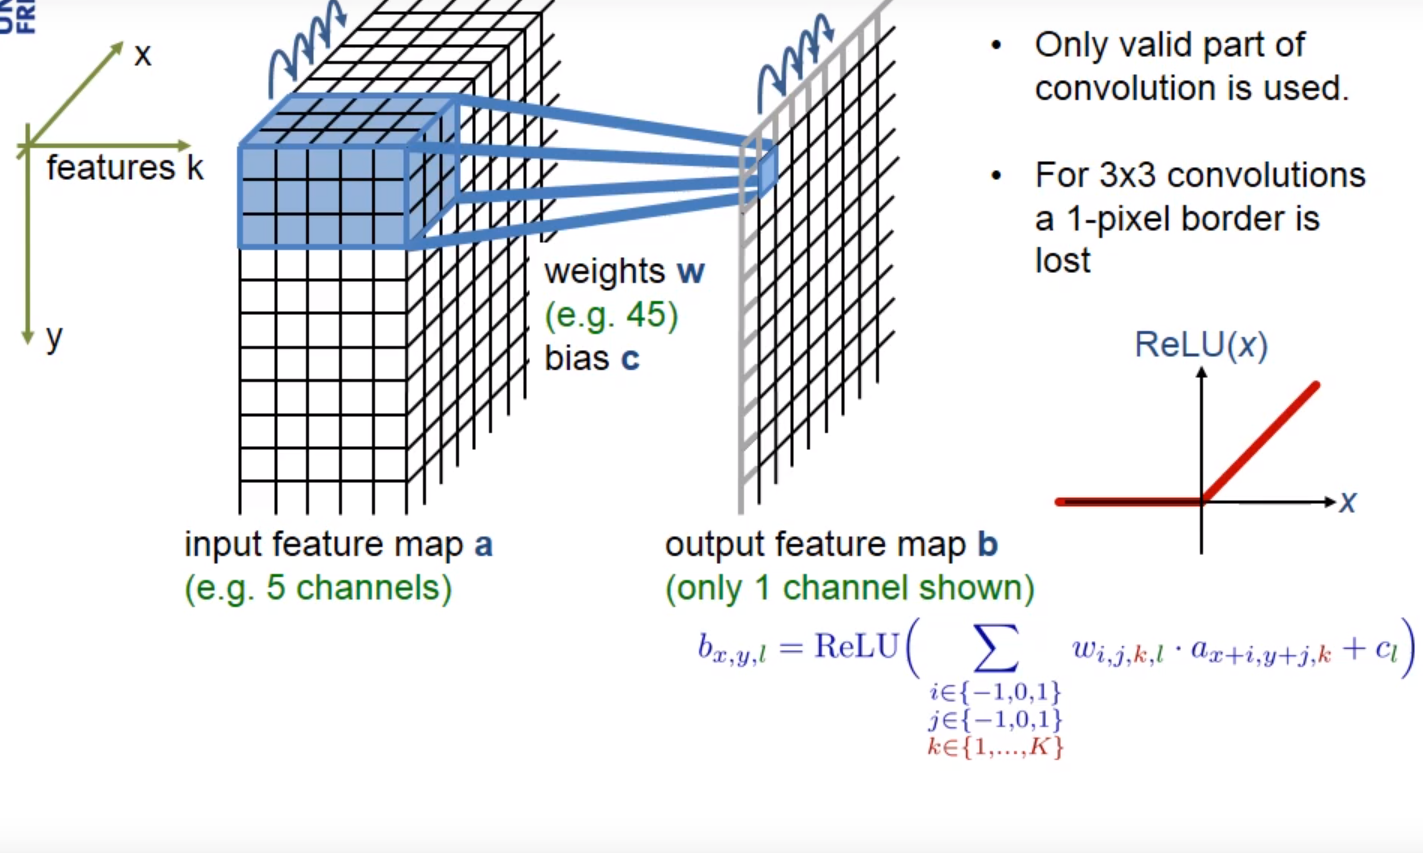 x
features k
y
• Only valid part of
convolution is used.
• For 3x3 convolutions
a 1-pixel border is
lost
weights w
(e.g. 45)
bias c
ReLU(x)
x
input feature map a
(e.g. 5 channels)
output feature map b
(only 1 channel shown)
b_{x,y,l} = ReLU( ∑ w_{i,j,k,l} · a_{x+i,y+j,k} + c_l )
i∈{−1,0,1}
j∈{−1,0,1}
k∈{1,...,K}